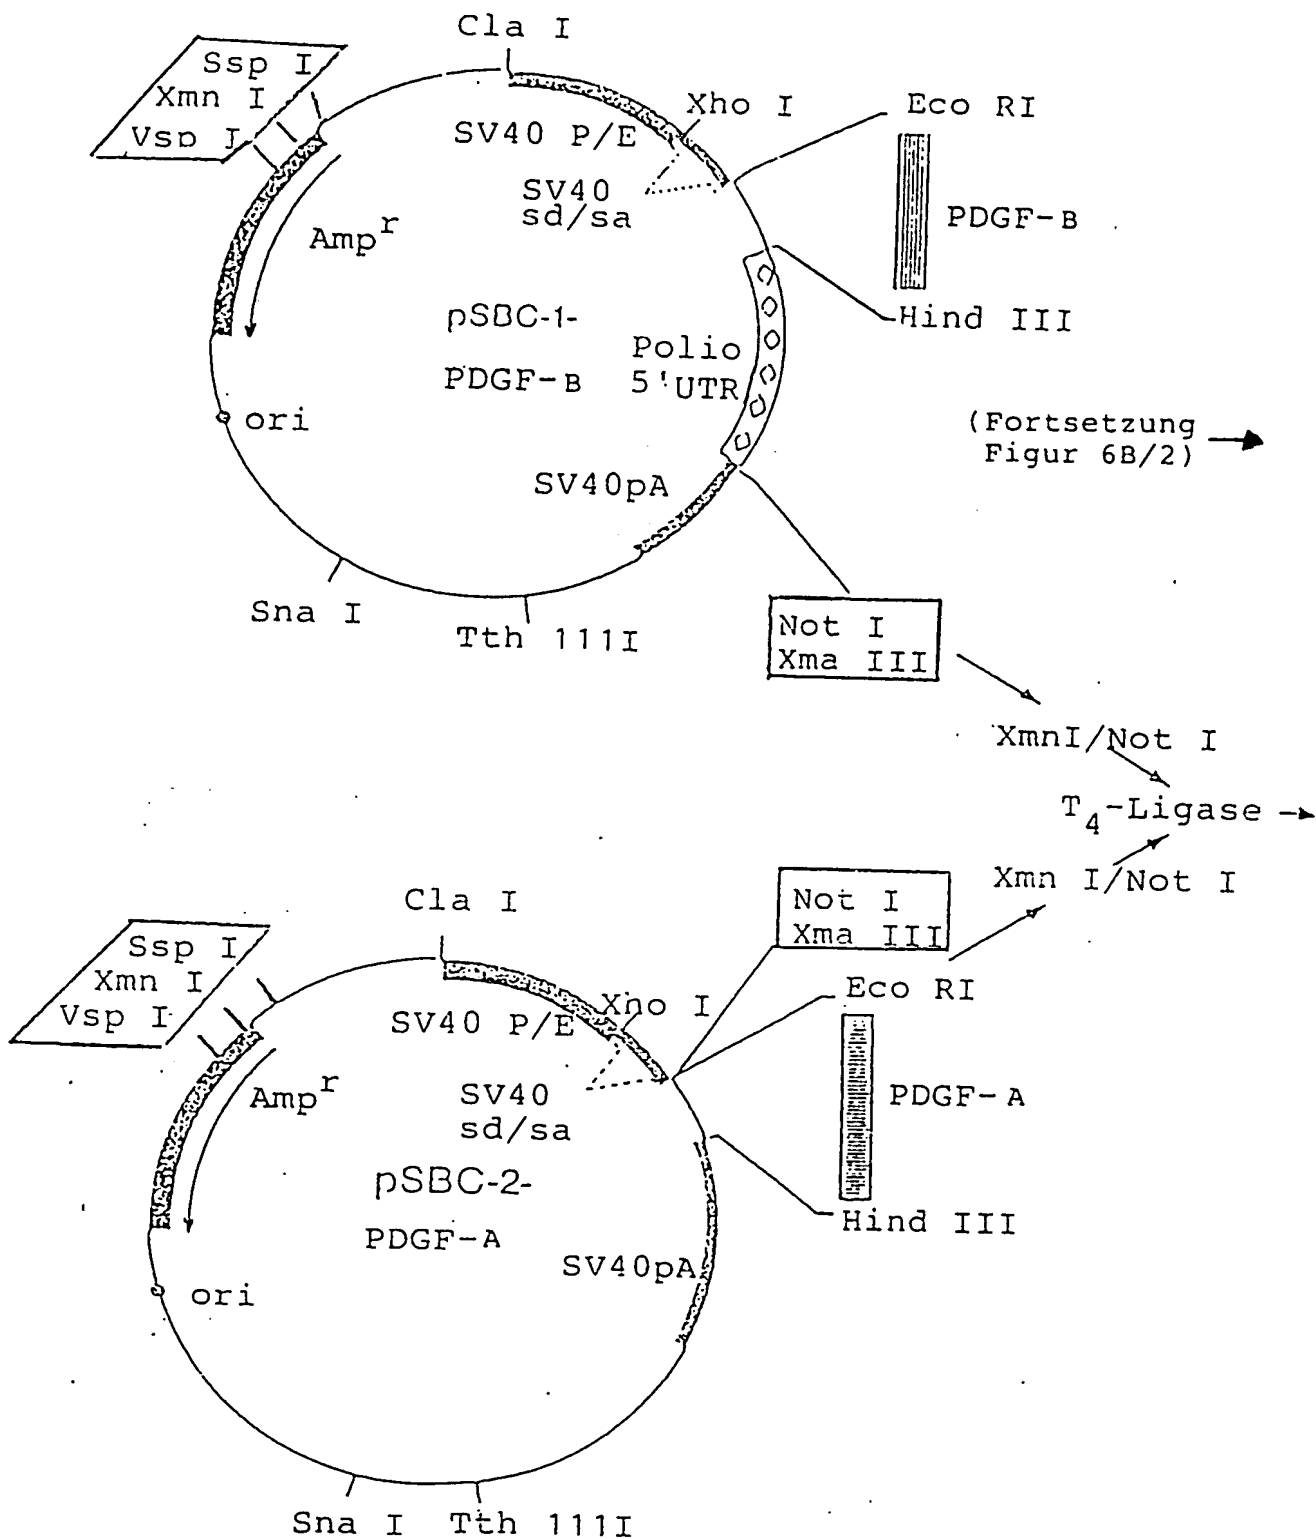 Cla I
Ssp I
Xmn I
Vsp I
Xho I
Eco RI
SV40 P/E
SV40
sd/sa
PDGF-B
Amp^r
Hind III
pSBC-1-
PDGF-B
Polio
5'UTR
ori
(Fortsetzung
Figur 6B/2)
SV40pA
Sna I
Tth 111I
Not I
Xma III
XmnI/Not I
T4-Ligase
Xmn I/Not I
Cla I
Not I
Xma III
Ssp I
Xmn I
Vsp I
Xho I
Eco RI
SV40 P/E
Amp^r
SV40
sd/sa
PDGF-A
pSBC-2-
PDGF-A
Hind III
SV40pA
ori
Sna I
Tth 111I